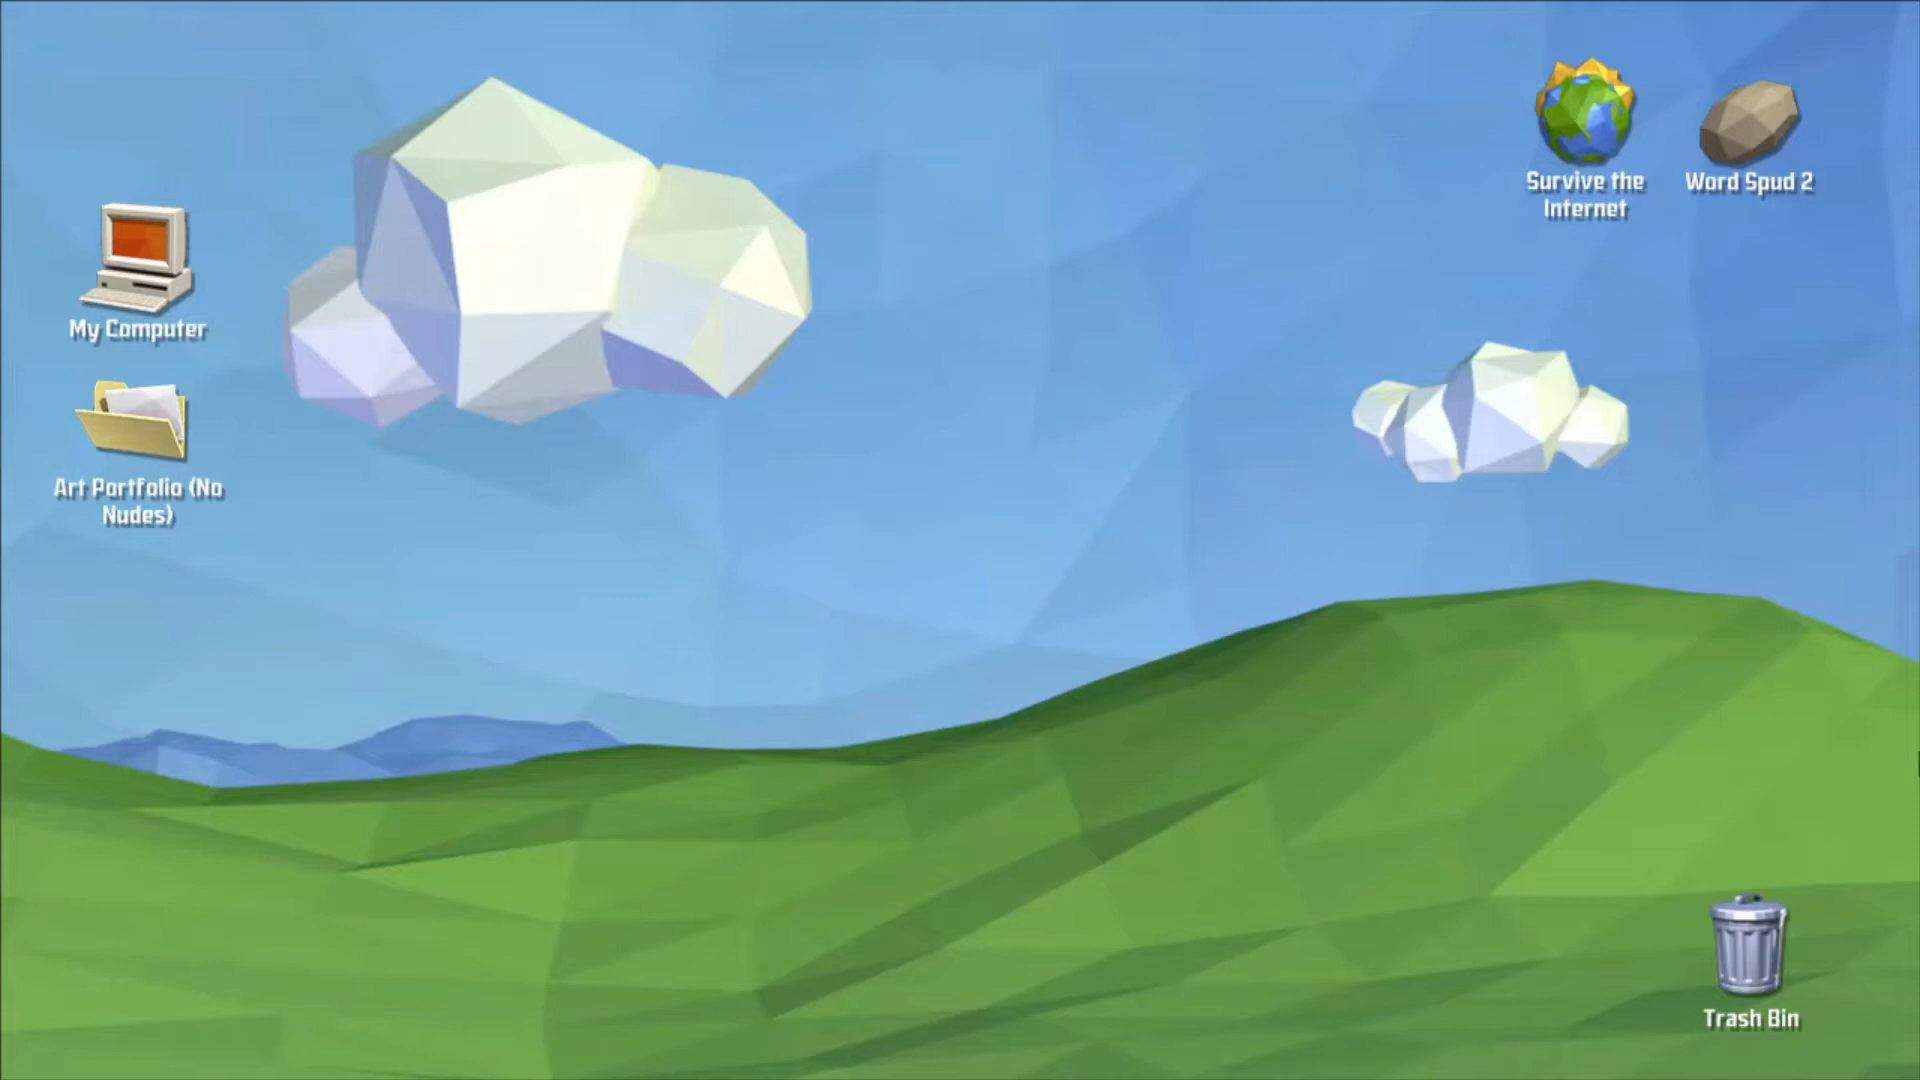 My Computer
Art Portfolio (No
Nudes)
Survive the
Internet
Word Spud 2
Trash Bin